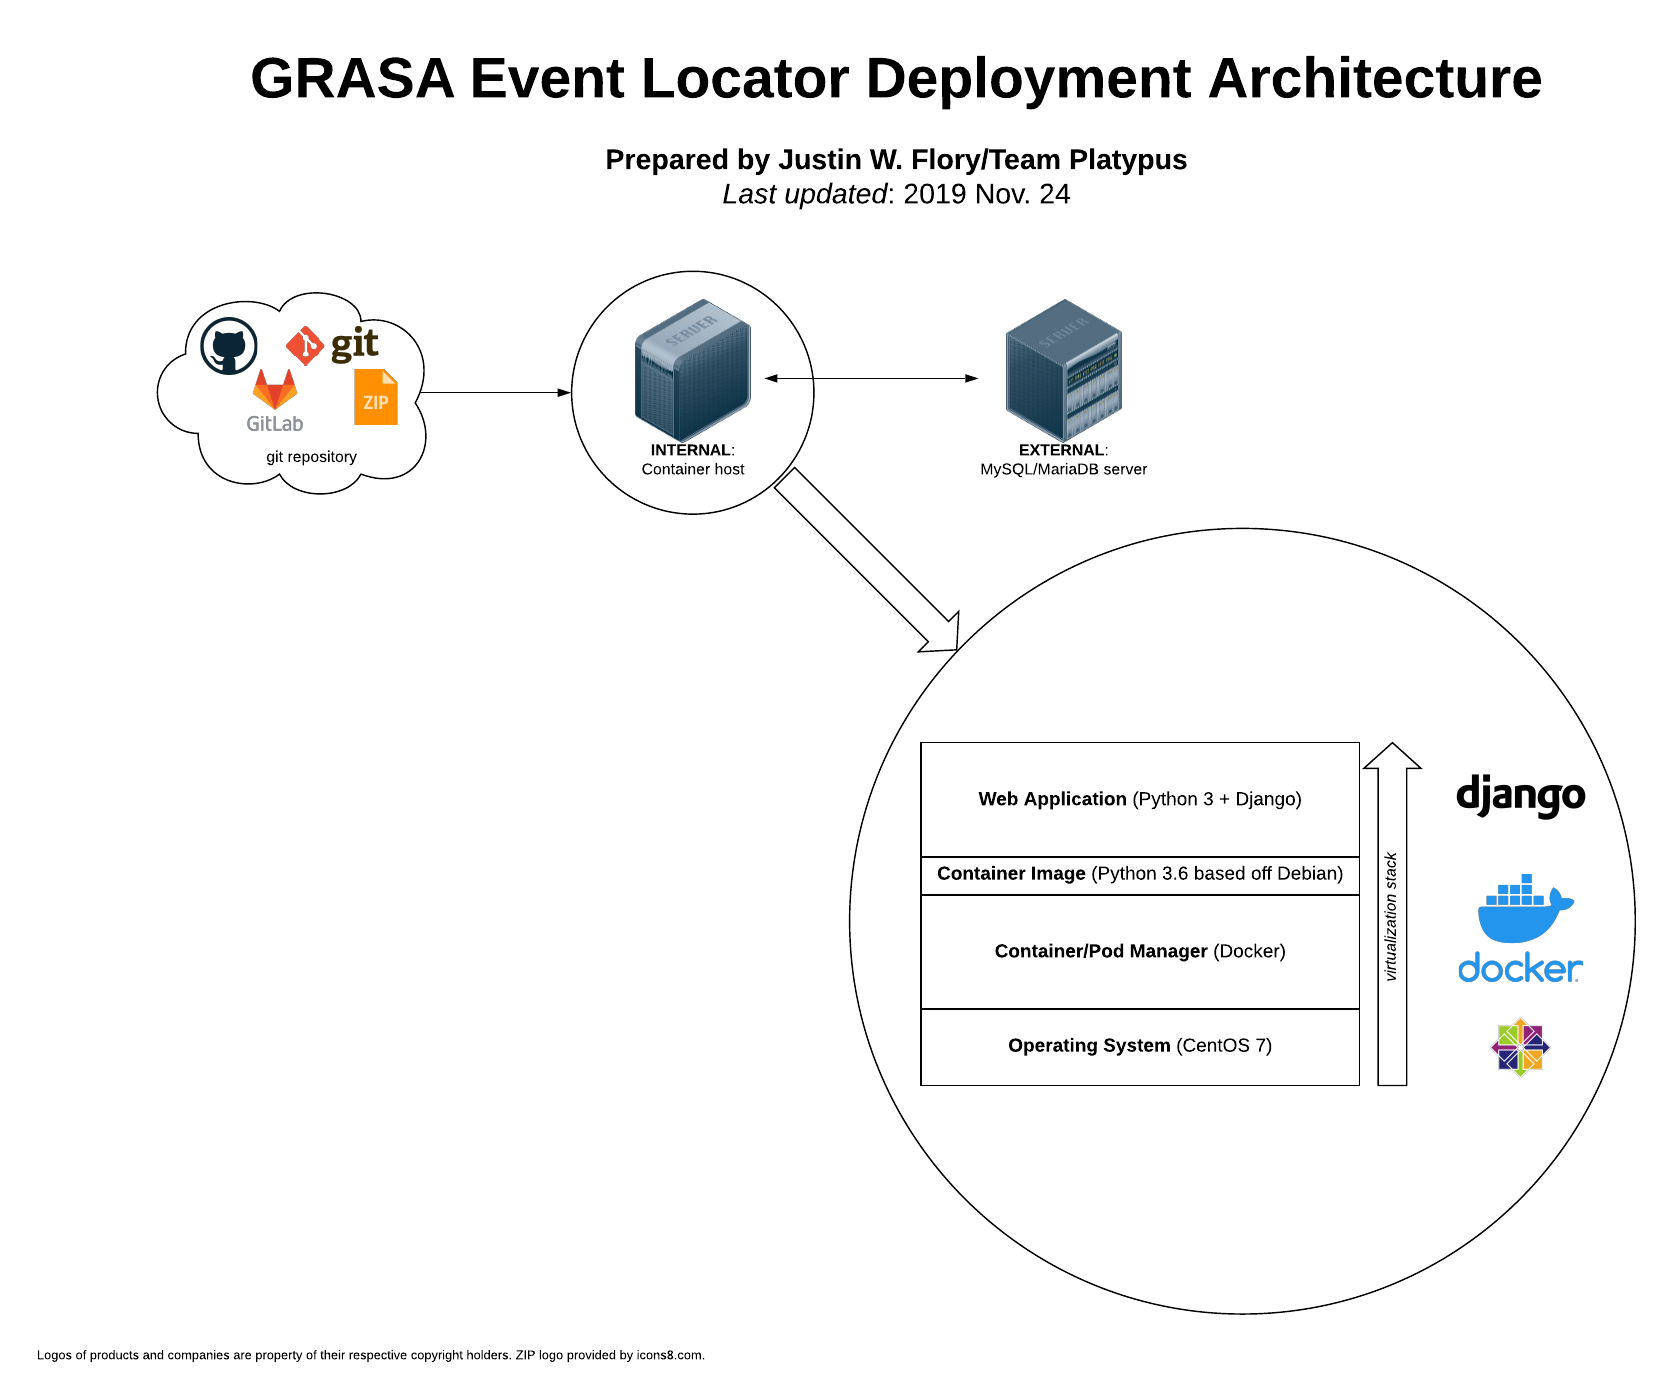 GRASA Event Locator Deployment Architecture
Prepared by Justin W. Flory/Team Platypus
Last updated: 2019 Nov. 24
git
GitLab
ZIP
git repository
SERVER
INTERNAL:
Container host
SERVER
EXTERNAL:
MySQL/MariaDB server
Web Application (Python 3 + Django)
Container Image (Python 3.6 based off Debian)
Container/Pod Manager (Docker)
Operating System (CentOS 7)
virtualization stack
django
docker
Logos of products and companies are property of their respective copyright holders. ZIP logo provided by icons8.com.